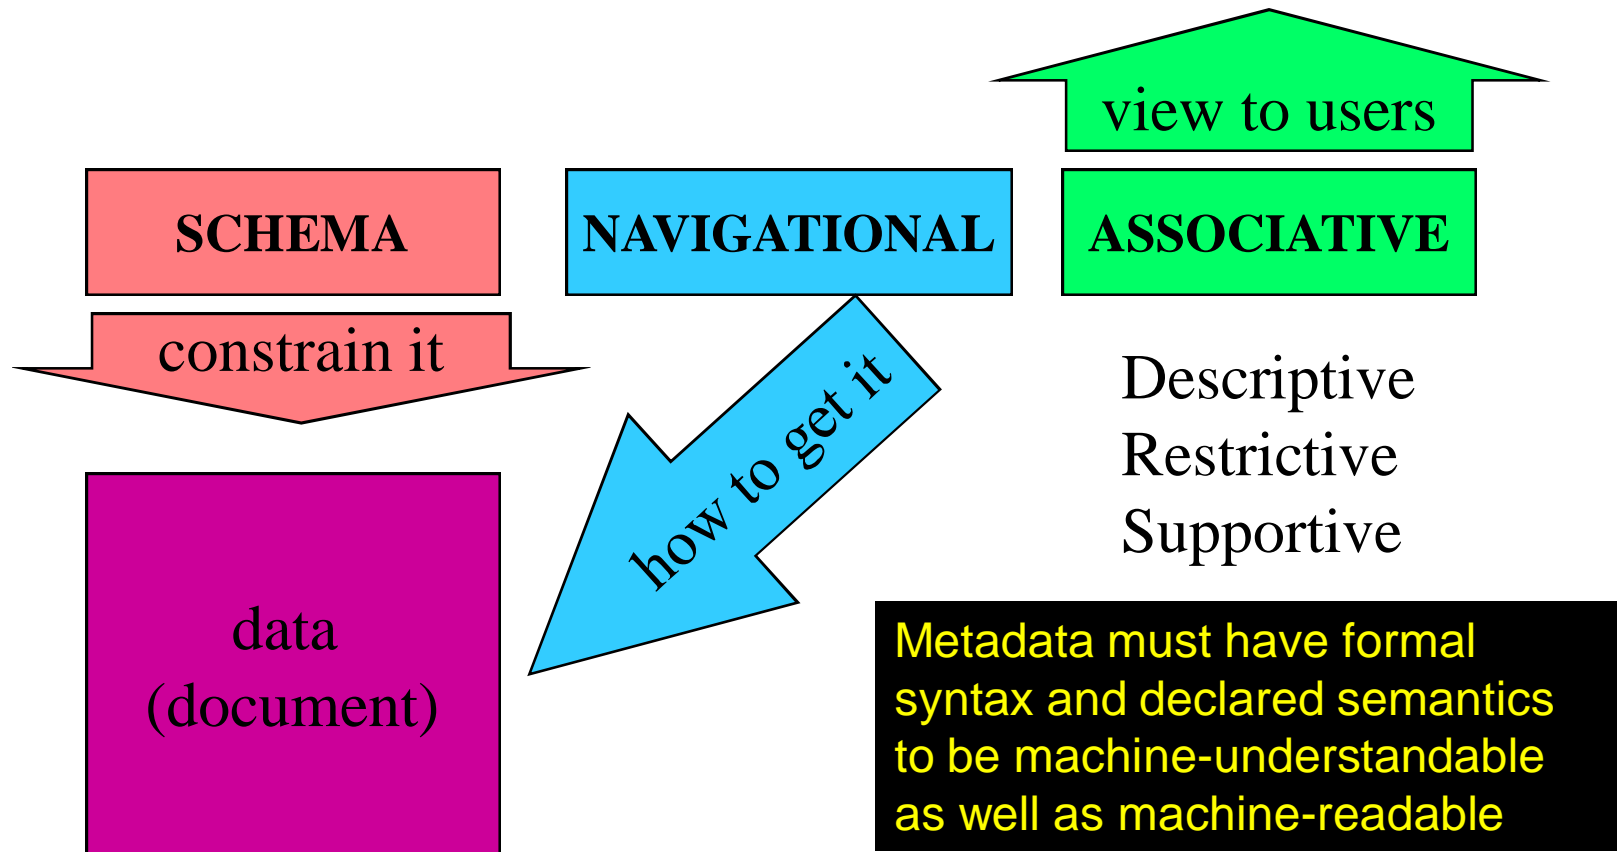 view to users
SCHEMA
NAVIGATIONAL
ASSOCIATIVE
constrain it
how to get it
Descriptive
Restrictive
Supportive
data
(document)
Metadata must have formal
syntax and declared semantics
to be machine-understandable
as well as machine-readable